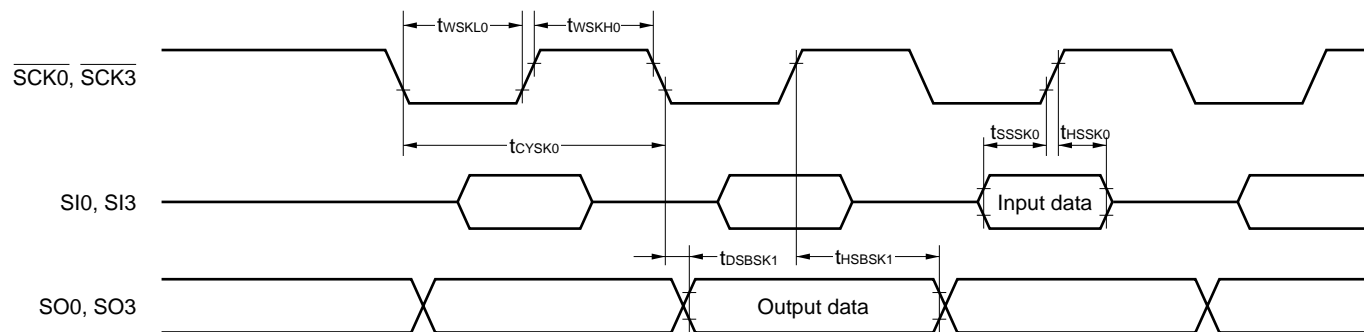 tWSKL0 tWSKH0
SCK0, SCK3
tSSSK0 tHSSK0
tCYSK0
SI0, SI3 Input data
tDSBSK1 tHSBSK1
SO0, SO3 Output data